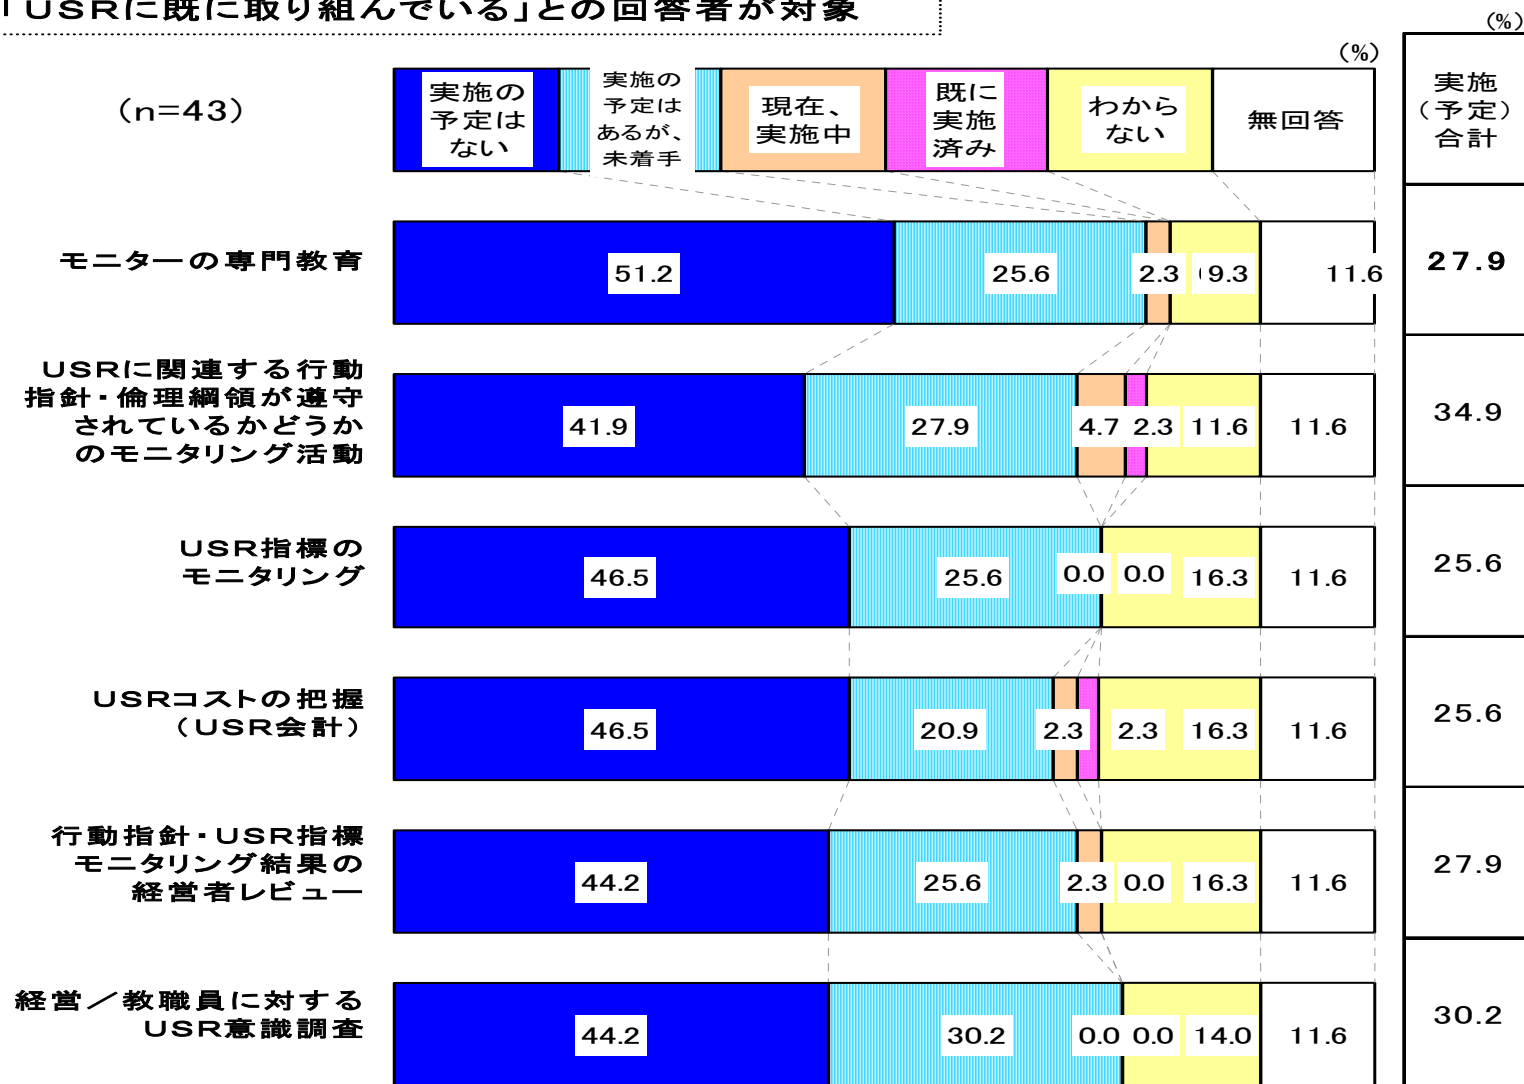 「USRに既に取り組んでいる」との回答者が対象
(%)
(%)
(n=43)
実施の
予定は
ない
実施の
予定は
あるが、
未着手
現在、
実施中
既に
実施
済み
わから
ない
無回答
実施
(予定)
合計
モニターの専門教育
51.2
25.6
2.3
9.3
11.6
27.9
USRに関連する行動
指針・倫理綱領が遵守
されているかどうか
のモニタリング活動
41.9
27.9
4.7
2.3
11.6
11.6
34.9
USR指標の
モニタリング
46.5
25.6
0.0
0.0
16.3
11.6
25.6
USRコストの把握
(USR会計)
46.5
20.9
2.3
2.3
16.3
11.6
25.6
行動指針・USR指標
モニタリング結果の
経営者レビュー
44.2
25.6
2.3
0.0
16.3
11.6
27.9
経営/教職員に対する
USR意識調査
44.2
30.2
0.0
0.0
14.0
11.6
30.2